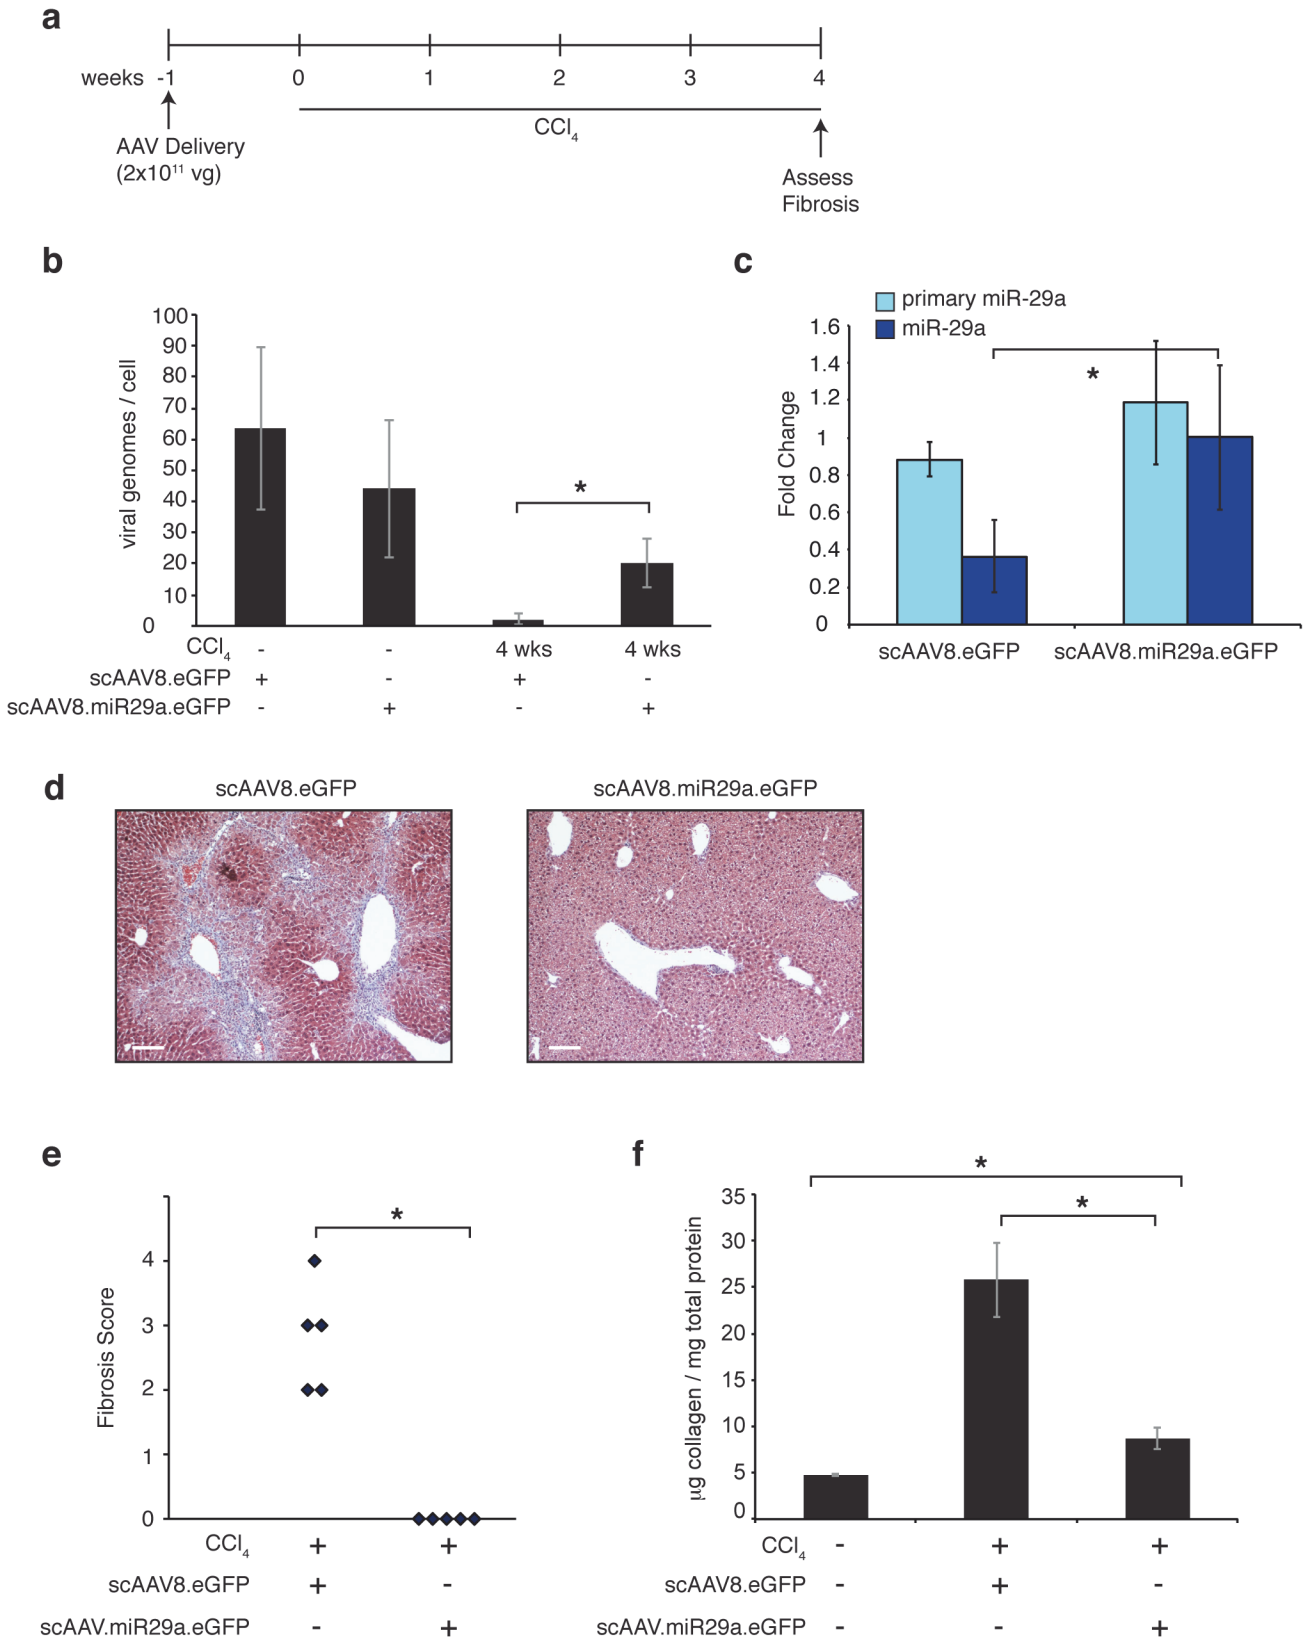 a
weeks -1 0 1 2 3 4
CCl4
AAV Delivery
(2x10¹¹ vg)
Assess
Fibrosis
b
viral genomes / cell
100
90
80
70
60
50
40
30
20
10
0
*
CCl4 - - 4 wks 4 wks
scAAV8.eGFP + - + -
scAAV8.miR29a.eGFP - + - +
c
primary miR-29a
miR-29a
Fold Change
1.6
1.4
1.2
1
0.8
0.6
0.4
0.2
0
*
scAAV8.eGFP scAAV8.miR29a.eGFP
d
scAAV8.eGFP scAAV8.miR29a.eGFP
e
Fibrosis Score
4
3
2
1
0
*
CCl4 + +
scAAV8.eGFP + -
scAAV.miR29a.eGFP - +
f
µg collagen / mg total protein
35
30
25
20
15
10
5
0
*
*
CCl4 - + +
scAAV8.eGFP - + -
scAAV.miR29a.eGFP - - +